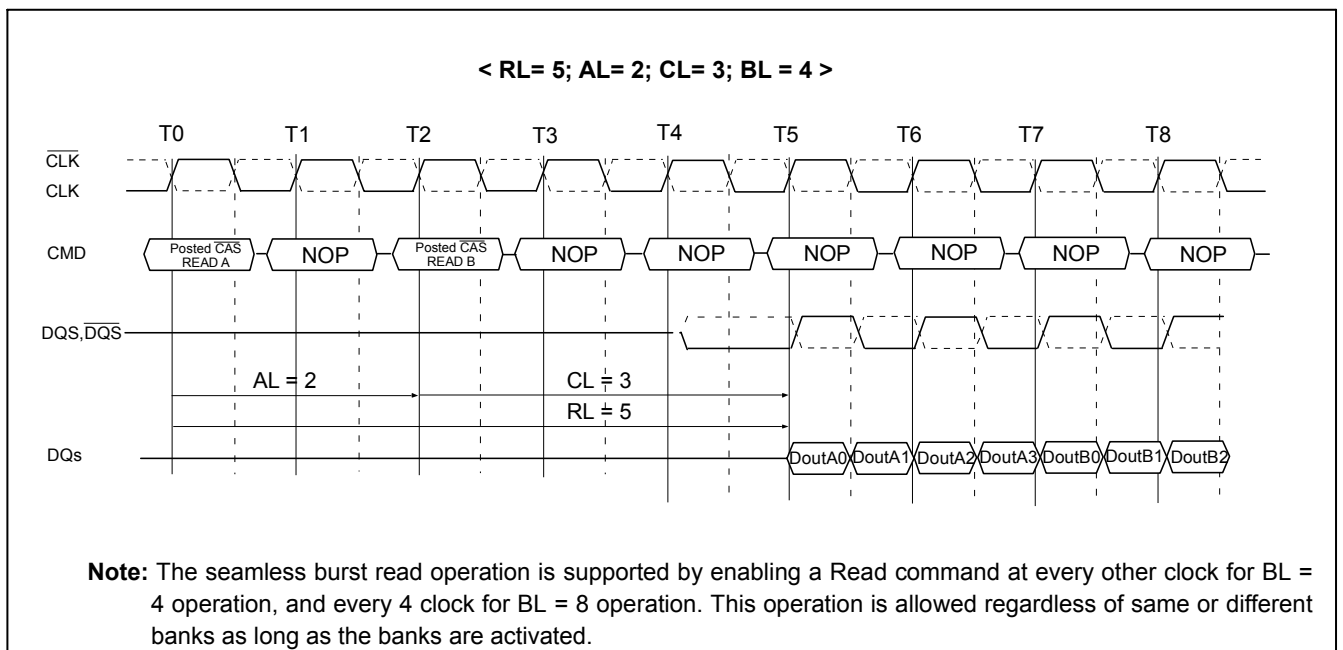 < RL= 5; AL= 2; CL= 3; BL = 4 >
T0 T1 T2 T3 T4 T5 T6 T7 T8
CLK
CLK
CMD
Posted CAS READ A
NOP
Posted CAS READ B
NOP
NOP
NOP
NOP
NOP
NOP
DQS,DQS
AL = 2
CL = 3
RL = 5
DQs
DoutA0 DoutA1 DoutA2 DoutA3 DoutB0 DoutB1 DoutB2
Note: The seamless burst read operation is supported by enabling a Read command at every other clock for BL =
4 operation, and every 4 clock for BL = 8 operation. This operation is allowed regardless of same or different
banks as long as the banks are activated.